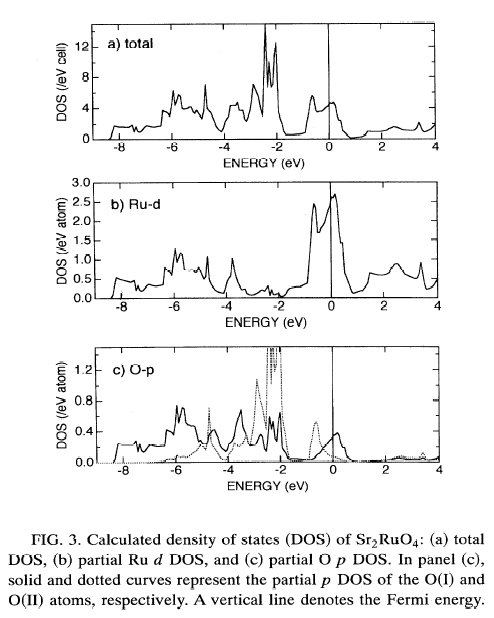 a) total
DOS (/eV cell)
12
8
4
0
-8 -6 -4 -2 0 2 4
ENERGY (eV)
b) Ru-d
DOS (/eV atom)
3.0
2.5
2.0
1.5
1.0
0.5
0.0
-8 -6 -4 -2 0 2 4
ENERGY (eV)
c) O-p
DOS (/eV atom)
1.2
0.8
0.4
0.0
-8 -6 -4 -2 0 2 4
ENERGY (eV)
FIG. 3. Calculated density of states (DOS) of Sr₂RuO₄: (a) total
DOS, (b) partial Ru d DOS, and (c) partial O p DOS. In panel (c),
solid and dotted curves represent the partial p DOS of the O(I) and
O(II) atoms, respectively. A vertical line denotes the Fermi energy.